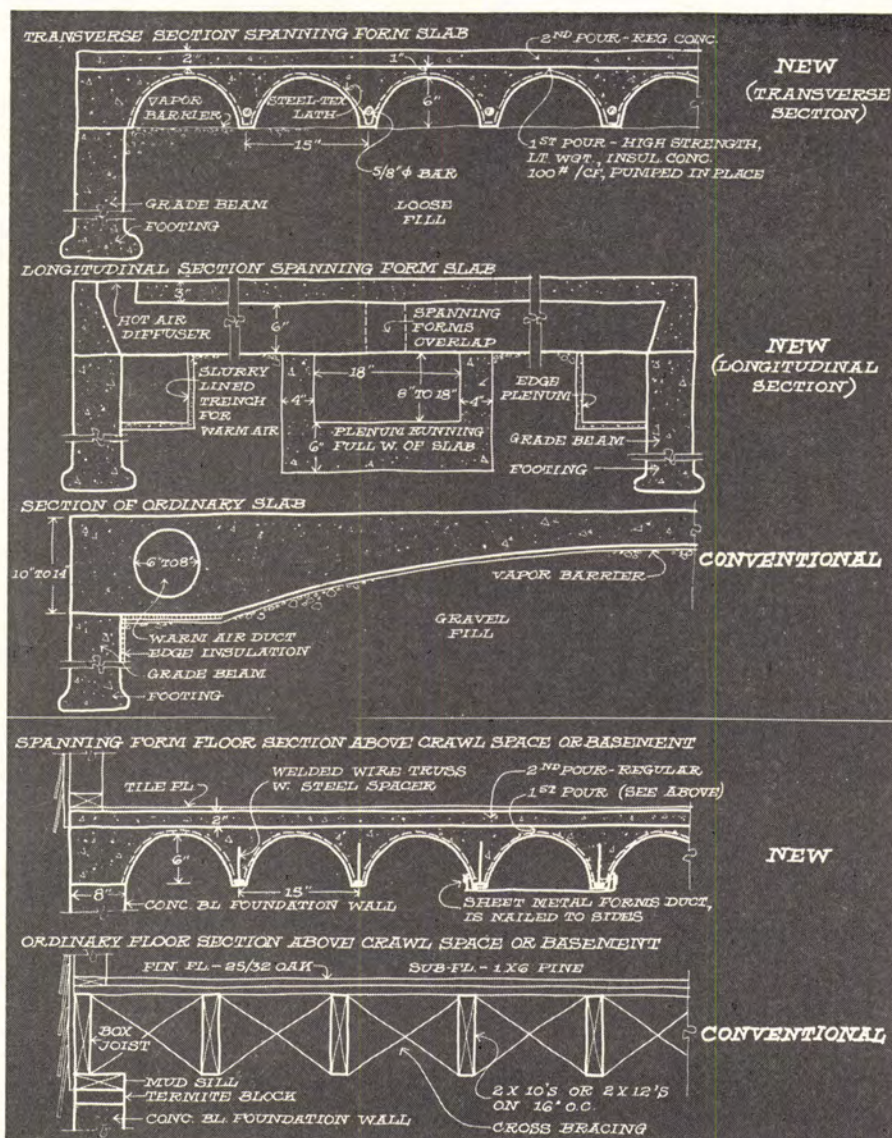 TRANSVERSE SECTION SPANNING FORM SLAB
2ND POUR-REG. CONC.
2"
1"
NEW
(TRANSVERSE
SECTION)
VAPOR
BARRIER
STEEL-TEX
LATH
6"
15"
5/8"ϕ BAR
1ST POUR - HIGH STRENGTH,
LT. WGT., INSUL. CONC.
100#/CF, PUMPED IN PLACE
GRADE BEAM
FOOTING
LOOSE
FILL
LONGITUDINAL SECTION SPANNING FORM SLAB
3"
HOT AIR
DIFFUSER
6"
SPANNING
FORMS
OVERLAP
NEW
(LONGITUDINAL
SECTION)
SLURRY
LINED
TRENCH
FOR
WARM AIR
18"
8" TO 18"
4"
4"
EDGE
PLENUM
6"
PLENUM RUNNING
FULL W. OF SLAB
GRADE BEAM
FOOTING
SECTION OF ORDINARY SLAB
10" TO 14"
6" TO 8"
CONVENTIONAL
VAPOR BARRIER
WARM AIR DUCT
EDGE INSULATION
GRADE BEAM
FOOTING
GRAVEL
FILL
SPANNING FORM FLOOR SECTION ABOVE CRAWL SPACE OR BASEMENT
WELDED WIRE TRUSS
W. STEEL SPACER
2ND POUR-REGULAR
1ST POUR (SEE ABOVE)
TILE FL.
2"
6"
NEW
8"
15"
CONC. BL. FOUNDATION WALL
SHEET METAL FORMS DUCT,
IS NAILED TO SIDES
ORDINARY FLOOR SECTION ABOVE CRAWL SPACE OR BASEMENT
FIN. FL. - 25/32 OAK
SUB-FL. - 1X6 PINE
BOX
JOIST
CONVENTIONAL
MUD SILL
TERMITE BLOCK
CONC. BL. FOUNDATION WALL
2 X 10'S OR 2 X 12'S
ON 16" O.C.
CROSS BRACING